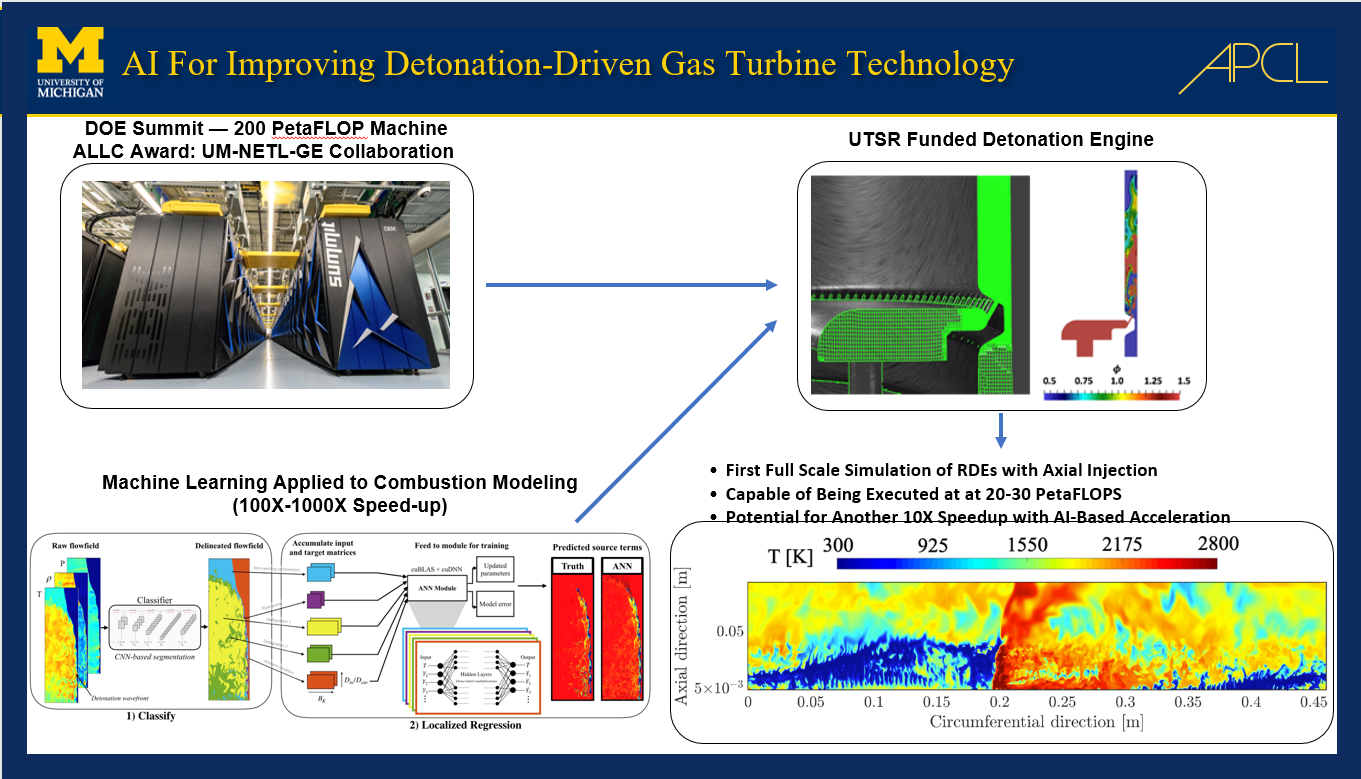 UNIVERSITY OF
MICHIGAN
AI For Improving Detonation-Driven Gas Turbine Technology
APCL
DOE Summit — 200 PetaFLOP Machine
ALLC Award: UM-NETL-GE Collaboration
summit
IBM
UTSR Funded Detonation Engine
ϕ
0.5 0.75 1.0 1.25 1.5
• First Full Scale Simulation of RDEs with Axial Injection
• Capable of Being Executed at at 20-30 PetaFLOPS
• Potential for Another 10X Speedup with AI-Based Acceleration
Machine Learning Applied to Combustion Modeling
(100X-1000X Speed-up)
Raw flowfield
P
ρ
T
Classifier
CNN-based segmentation
Detonation wavefront
Delineated flowfield
1) Classify
Accumulate input
and target matrices
B_K
D_in/D_out
Feed to module for training
cuBLAS + cuDNN
ANN Module
Updated
parameters
Model error
Input
Hidden Layers
Output
2) Localized Regression
Predicted source terms
Truth
ANN
T [K] 300 925 1550 2175 2800
Axial direction [m]
0.05
5×10⁻³
0 0.05 0.1 0.15 0.2 0.25 0.3 0.35 0.4 0.45
Circumferential direction [m]